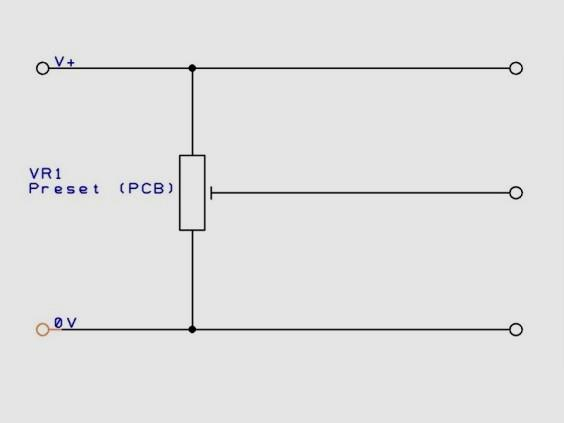 V+
VR1
Preset (PCB)
0V